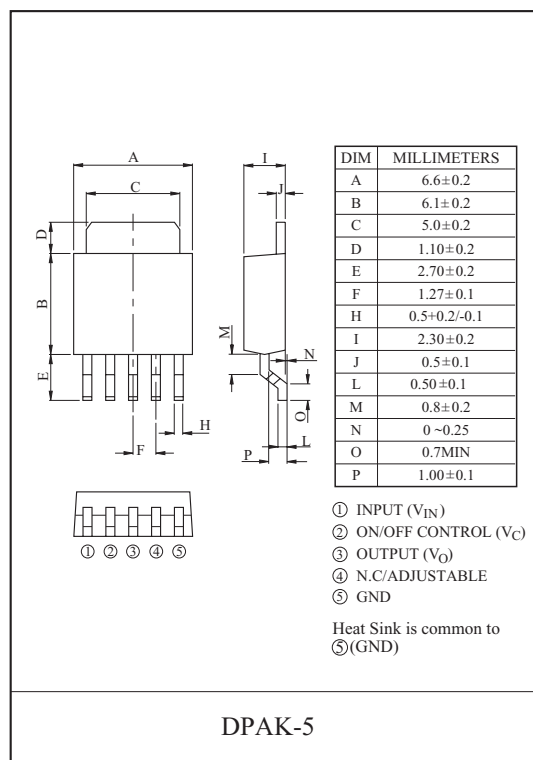 A
C
D
B
E
F
H
I
J
M
N
O
L
P
① ② ③ ④ ⑤
DIM MILLIMETERS
A 6.6±0.2
B 6.1±0.2
C 5.0±0.2
D 1.10±0.2
E 2.70±0.2
F 1.27±0.1
H 0.5+0.2/-0.1
I 2.30±0.2
J 0.5±0.1
L 0.50±0.1
M 0.8±0.2
N 0~0.25
O 0.7MIN
P 1.00±0.1
① INPUT (VIN)
② ON/OFF CONTROL (VC)
③ OUTPUT (VO)
④ N.C/ADJUSTABLE
⑤ GND
Heat Sink is common to
⑤(GND)
DPAK-5